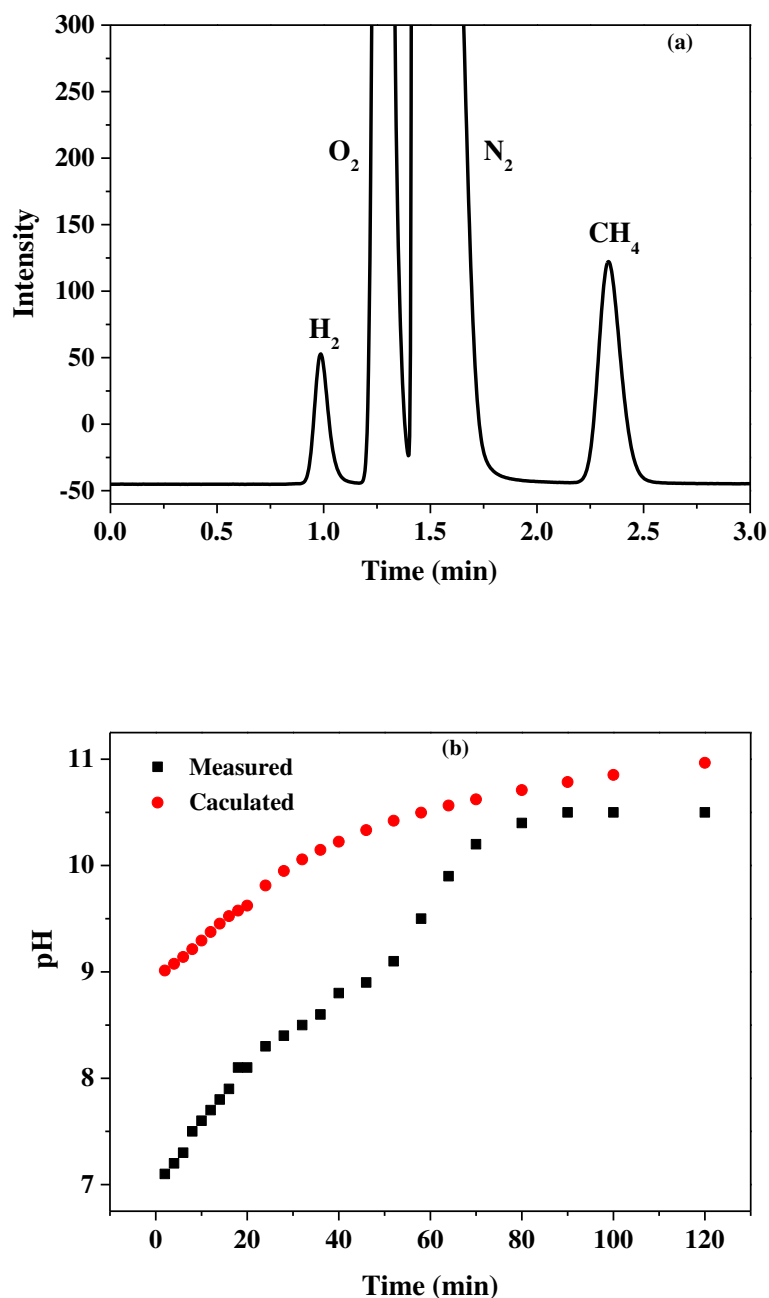 (a)
300
250
200
150
100
50
0
-50
Intensity
H₂
O₂
N₂
CH₄
0.0 0.5 1.0 1.5 2.0 2.5 3.0
Time (min)
(b)
Measured
Caculated
11
10
9
8
7
pH
0 20 40 60 80 100 120
Time (min)